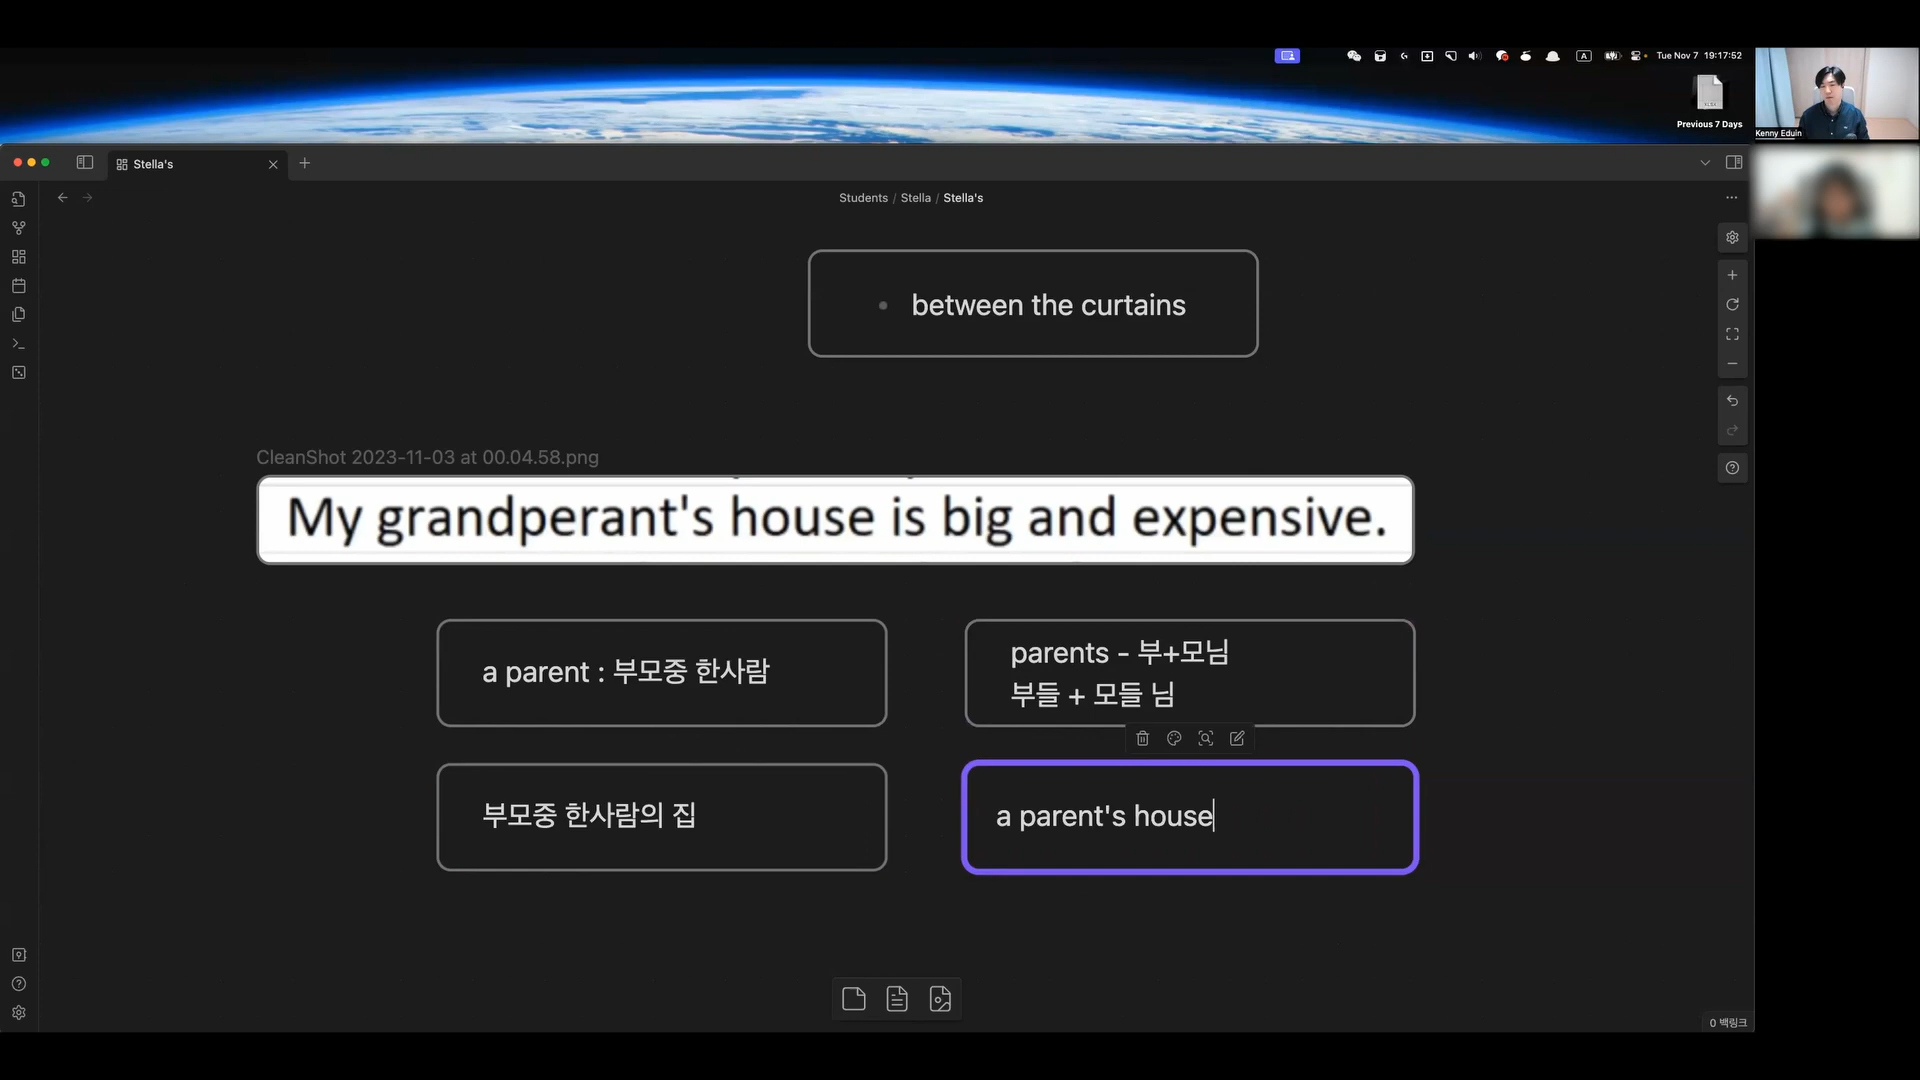 Tue Nov 7 19:17:52
XLSX
Previous 7 Days
Kenny Eduin
Stella's
Students / Stella / Stella's
between the curtains
CleanShot 2023-11-03 at 00.04.58.png
My grandperant's house is big and expensive.
a parent : 부모중 한사람
parents - 부+모님
부들 + 모들 님
부모중 한사람의 집
a parent's house
0 백링크